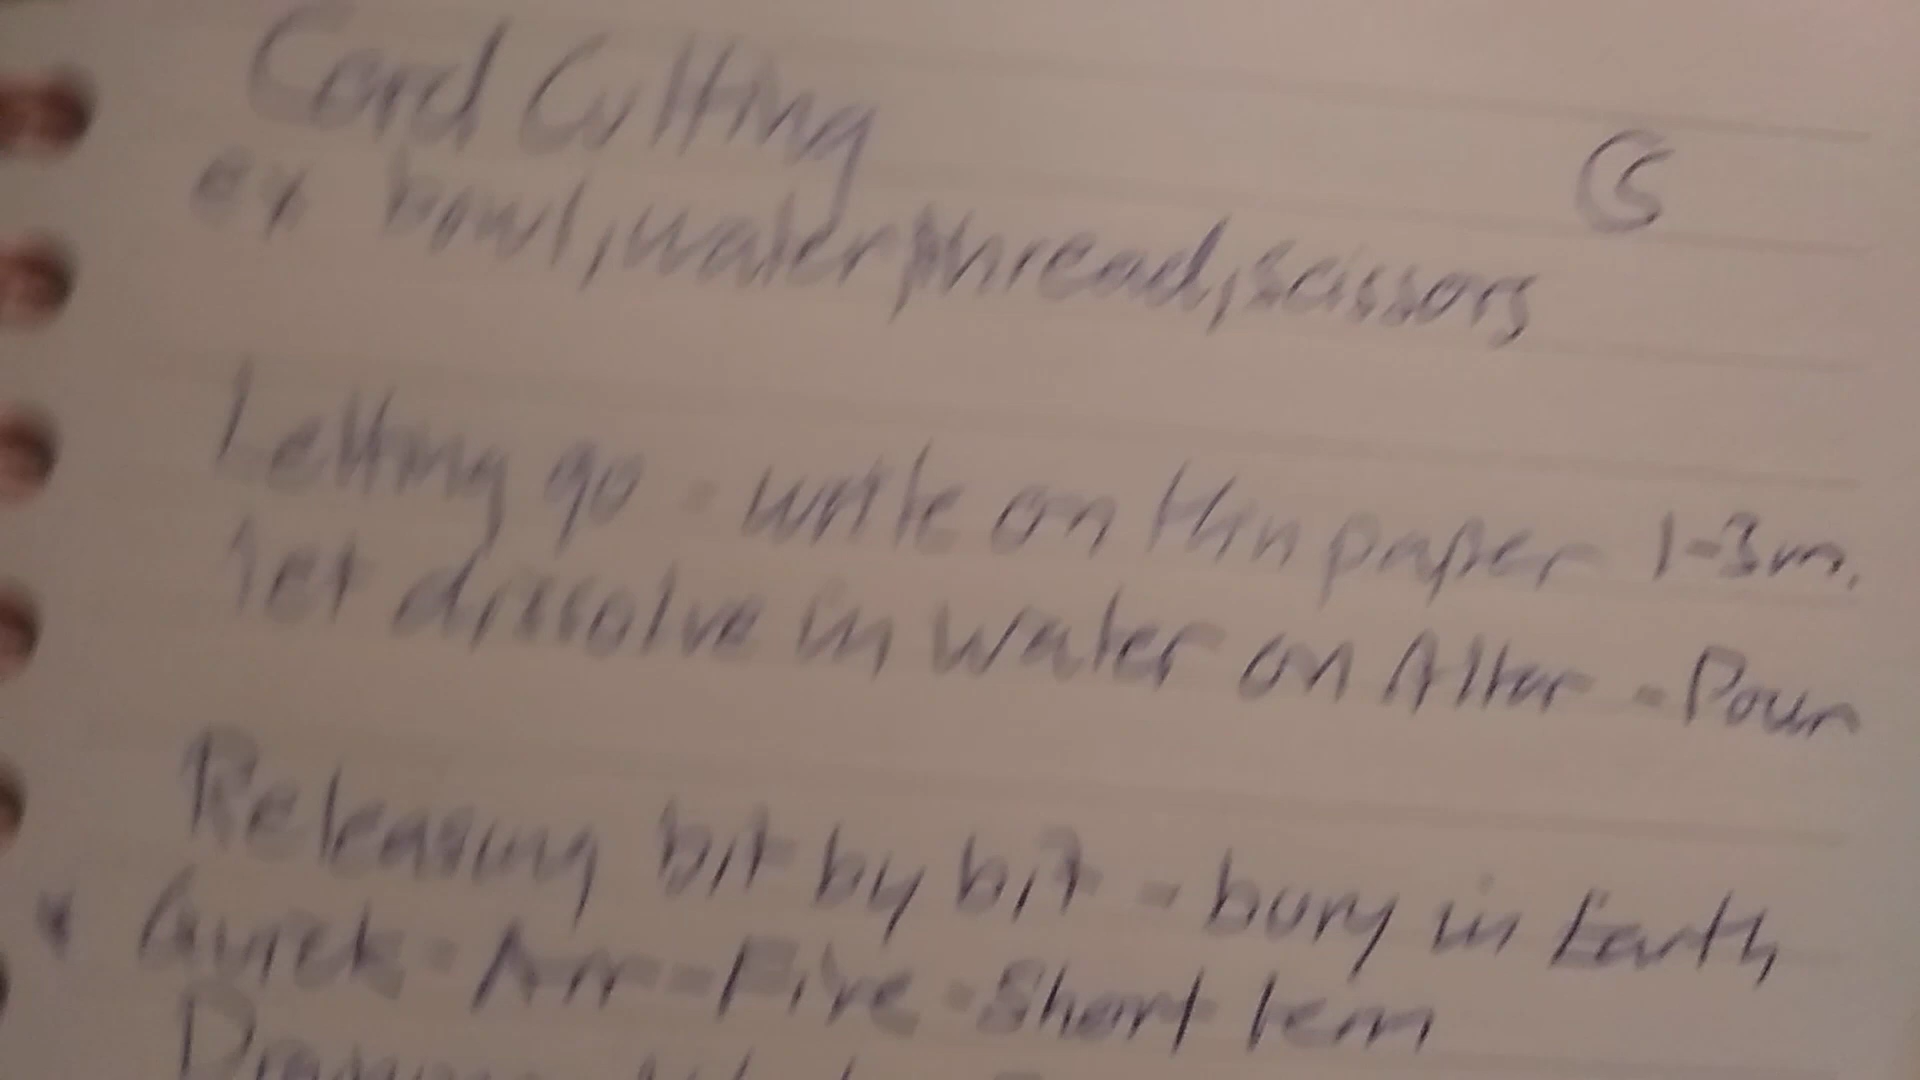 Cord Cutting
ex bowl, water, thread, scissors
Letting go - write on thin paper 1-3m.
let dissolve in water on Altar - Pour
Releasing bit by bit - bury in Earth
Quick - Air - Fire - Short term